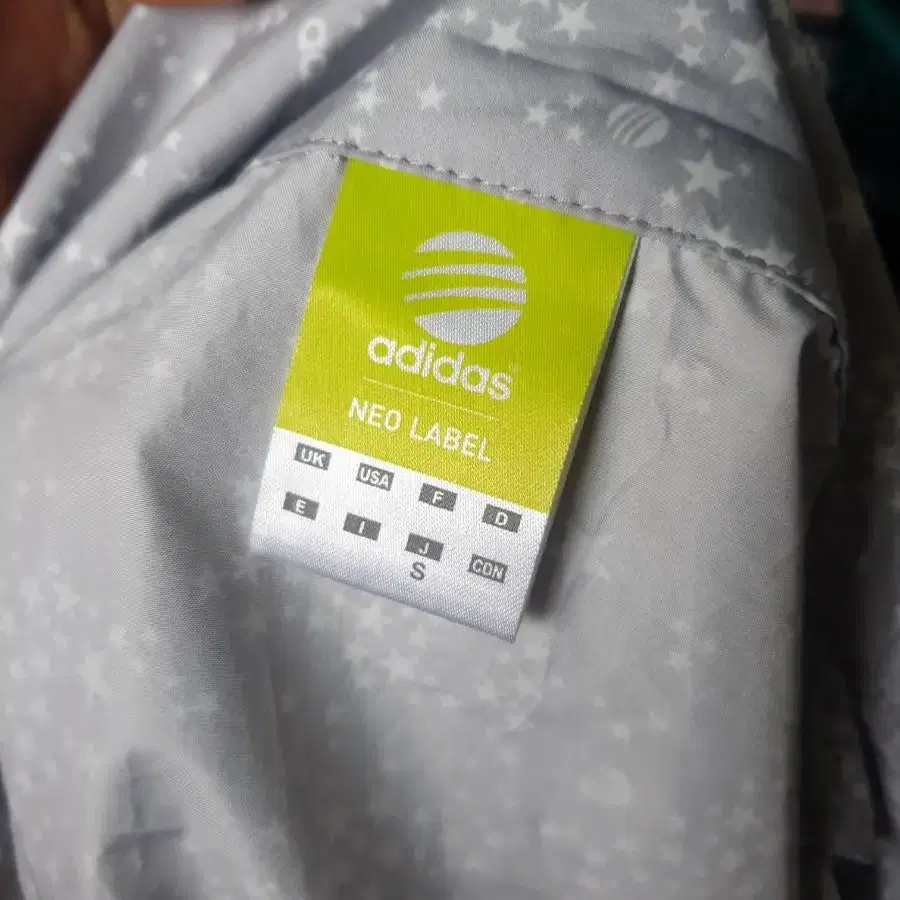 adidas
NEO LABEL
UK USA F D
E I J CDN
S